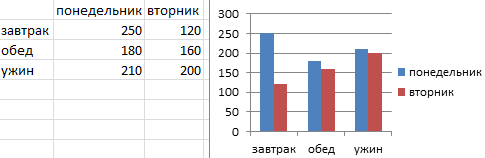 понедельник вторник
завтрак 250 120
обед 180 160
ужин 210 200
300
250
200
150
100
50
0
завтрак обед ужин
понедельник
вторник